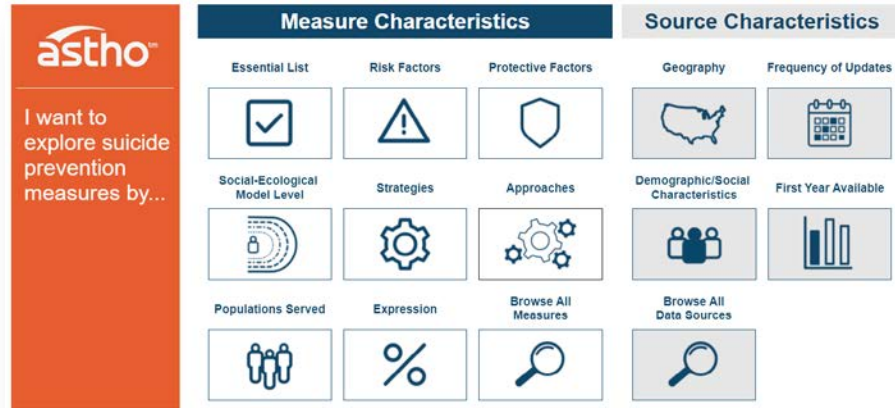 astho™
I want to
explore suicide
prevention
measures by...
Measure Characteristics
Essential List
Risk Factors
Protective Factors
Social-Ecological
Model Level
Strategies
Approaches
Populations Served
Expression
Browse All
Measures
Source Characteristics
Geography
Frequency of Updates
Demographic/Social
Characteristics
First Year Available
Browse All
Data Sources